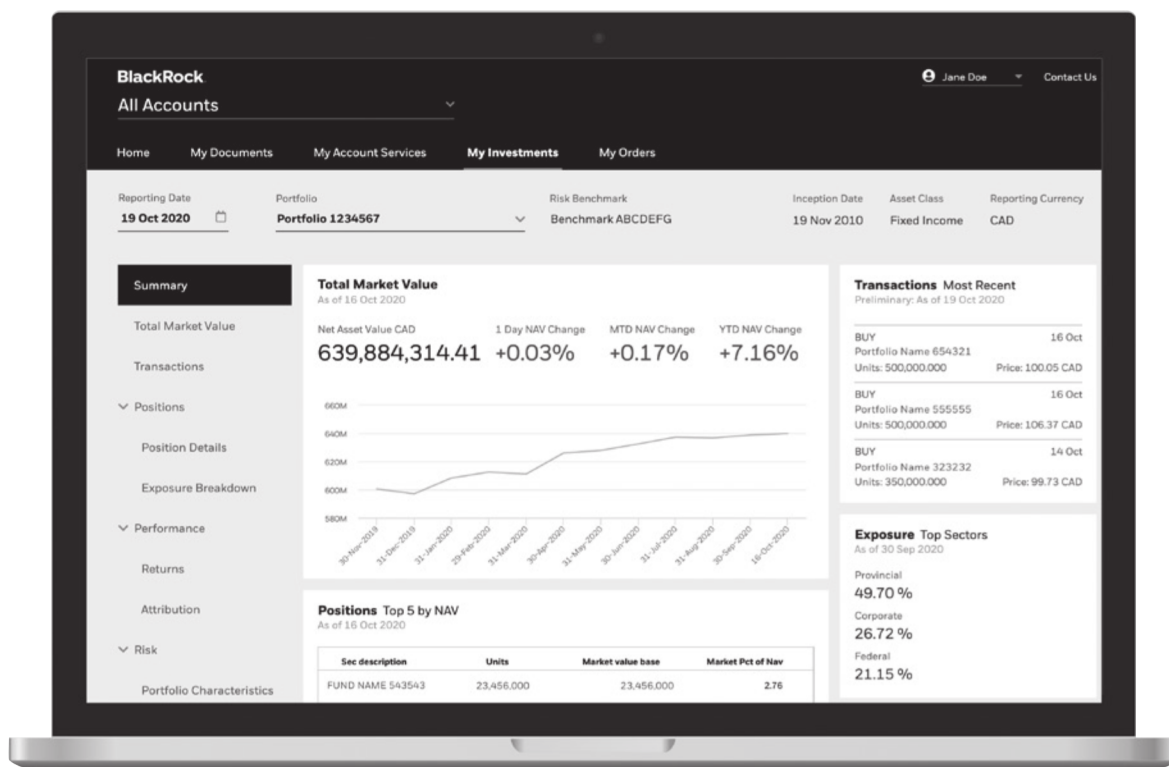 BlackRock
All Accounts
Jane Doe
Contact Us
Home My Documents My Account Services My Investments My Orders
Reporting Date Portfolio Risk Benchmark Inception Date Asset Class Reporting Currency
19 Oct 2020 Portfolio 1234567 Benchmark ABCDEFG 19 Nov 2010 Fixed Income CAD
Summary
Total Market Value
Transactions
Positions
Position Details
Exposure Breakdown
Performance
Returns
Attribution
Risk
Portfolio Characteristics
Total Market Value
As of 16 Oct 2020
Net Asset Value CAD 1 Day NAV Change MTD NAV Change YTD NAV Change
639,884,314.41 +0.03% +0.17% +7.16%
660M
640M
620M
600M
580M
30-Nov-2019 31-Dec-2019 31-Jan-2020 29-Feb-2020 31-Mar-2020 30-Apr-2020 31-May-2020 30-Jun-2020 31-Jul-2020 31-Aug-2020 30-Sep-2020 16-Oct-2020
Positions Top 5 by NAV
As of 16 Oct 2020
Sec description Units Market value base Market Pct of Nav
FUND NAME 543543 23,456,000 23,456,000 2.76
Transactions Most Recent
Preliminary: As of 19 Oct 2020
BUY 16 Oct
Portfolio Name 654321
Units: 500,000.000 Price: 100.05 CAD
BUY 16 Oct
Portfolio Name 555555
Units: 500,000.000 Price: 106.37 CAD
BUY 14 Oct
Portfolio Name 323232
Units: 350,000.000 Price: 99.73 CAD
Exposure Top Sectors
As of 30 Sep 2020
Provincial
49.70 %
Corporate
26.72 %
Federal
21.15 %